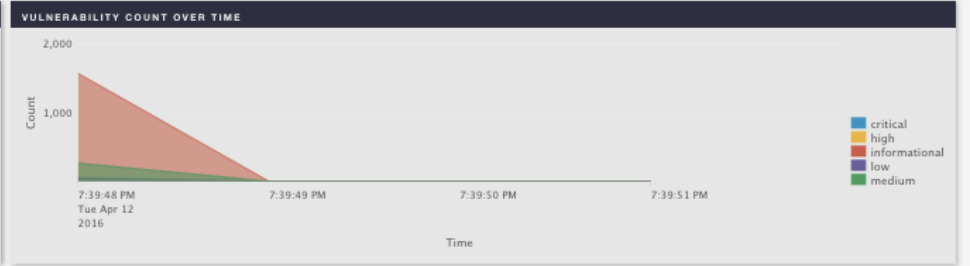 VULNERABILITY COUNT OVER TIME
2,000
1,000
Count
critical
high
informational
low
medium
7:39:48 PM 7:39:49 PM 7:39:50 PM 7:39:51 PM
Tue Apr 12
2016
Time